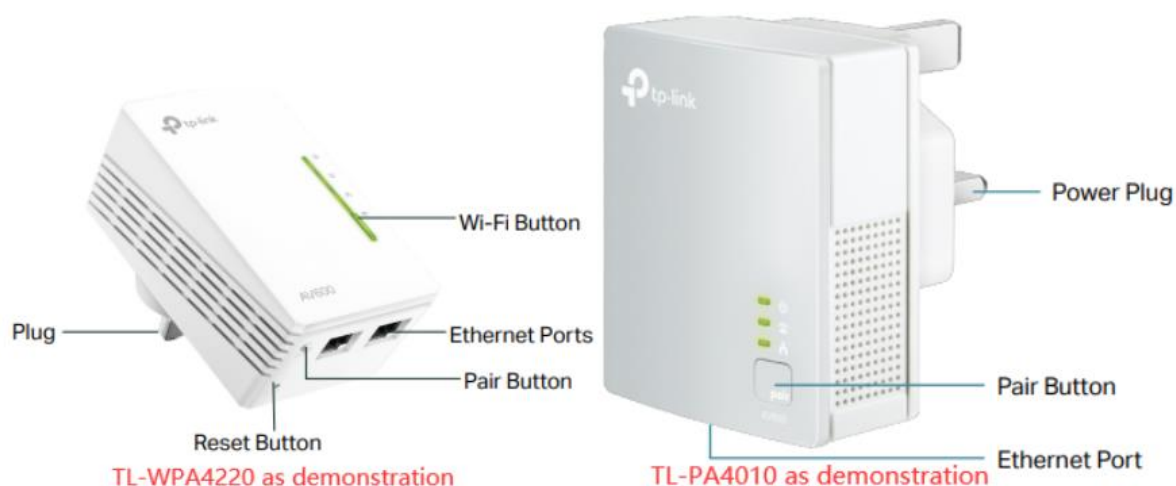 tp-link
Wi-Fi Button
AV600
Plug
Ethernet Ports
Pair Button
Reset Button
TL-WPA4220 as demonstration
tp-link
Power Plug
pair
Pair Button
Ethernet Port
TL-PA4010 as demonstration